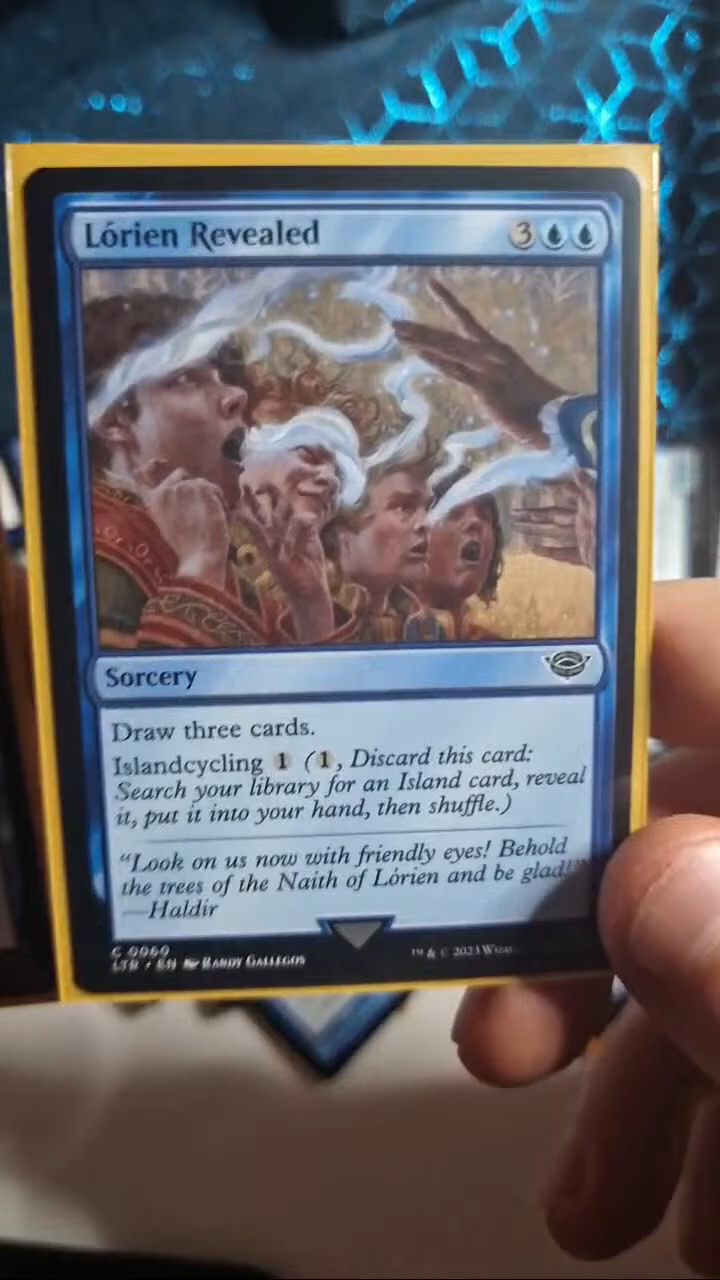 Lórien Revealed 3
Sorcery
Draw three cards.
Islandcycling 1 (1, Discard this card:
Search your library for an Island card, reveal
it, put it into your hand, then shuffle.)
“Look on us now with friendly eyes! Behold
the trees of the Naith of Lórien and be glad!”
—Haldir
C 0060
LTR • EN Randy Gallegos
™ & © 2023 Wizar